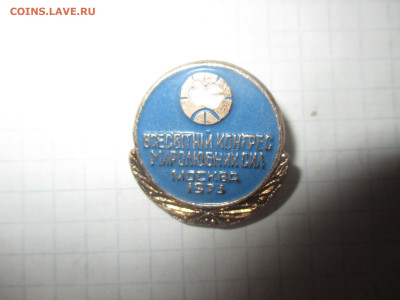 COINS.LAVE.RU
ВСЕСВІТНІЙ КОНГРЕС
МИРОЛЮБНИХ СИЛ
МОСКВА
1973